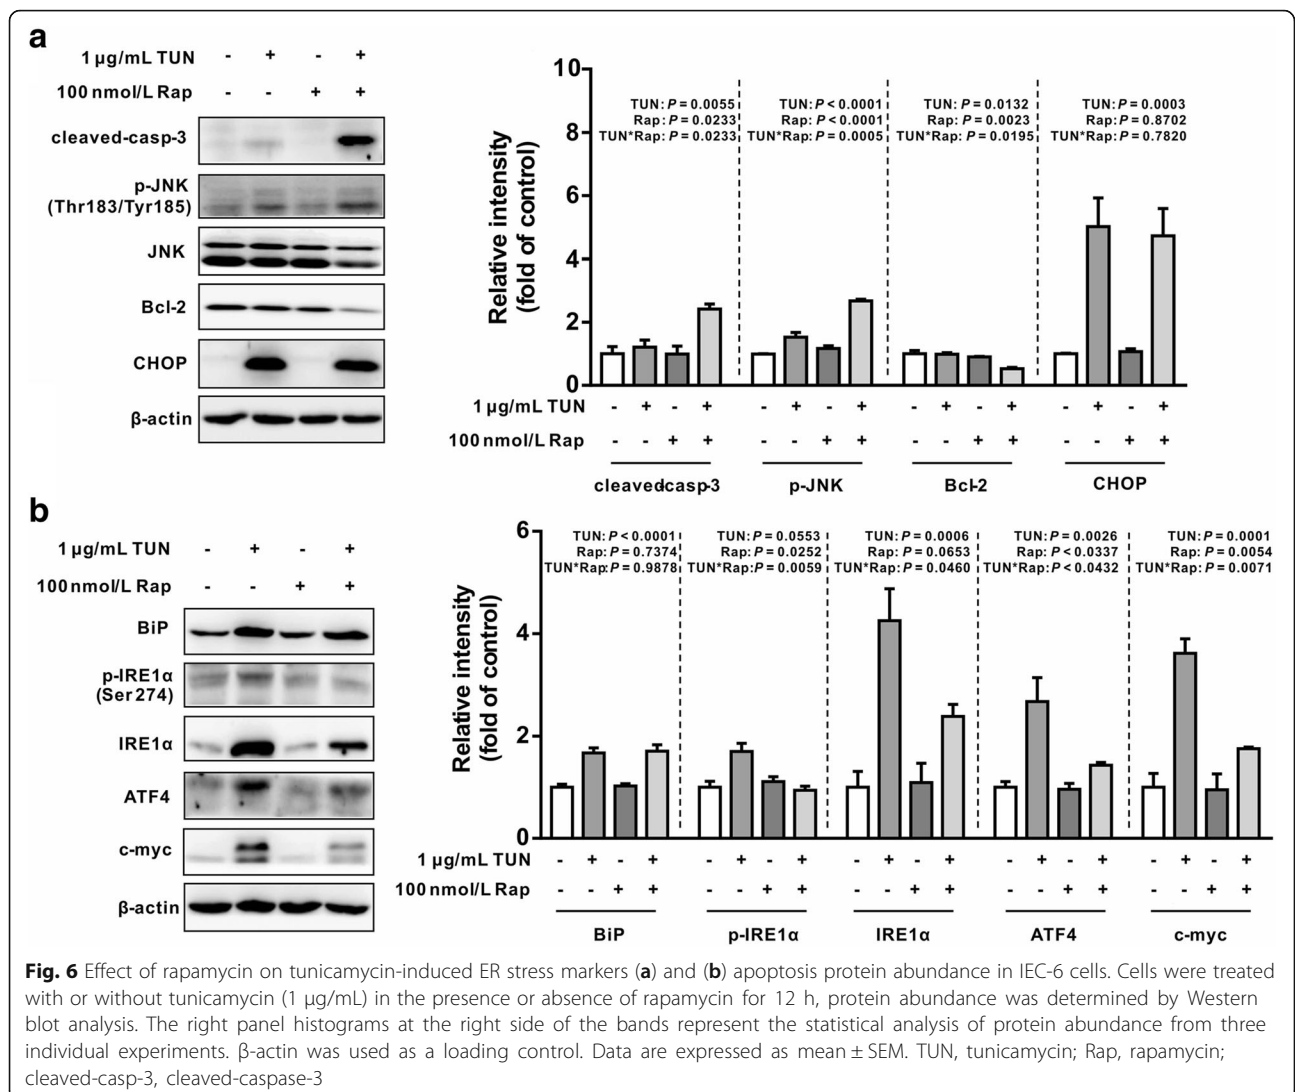 a
1 µg/mL TUN - + - +
100 nmol/L Rap - - + +
cleaved-casp-3
p-JNK
(Thr183/Tyr185)
JNK
Bcl-2
CHOP
β-actin
Relative intensity
(fold of control)
10
8
6
4
2
0
TUN: P = 0.0055 TUN: P < 0.0001 TUN: P = 0.0132 TUN: P = 0.0003
Rap: P = 0.0233 Rap: P < 0.0001 Rap: P = 0.0023 Rap: P = 0.8702
TUN*Rap: P = 0.0233 TUN*Rap: P = 0.0005 TUN*Rap: P = 0.0195 TUN*Rap: P = 0.7820
1 µg/mL TUN - + - + - + - + - + - + - + - +
100 nmol/L Rap - - + + - - + + - - + + - - + +
cleaved-casp-3 p-JNK Bcl-2 CHOP
b
1 µg/mL TUN - + - +
100 nmol/L Rap - - + +
BiP
p-IRE1α
(Ser 274)
IRE1α
ATF4
c-myc
β-actin
Relative intensity
(fold of control)
6
4
2
0
TUN: P < 0.0001 TUN: P = 0.0553 TUN: P = 0.0006 TUN: P = 0.0026 TUN: P = 0.0001
Rap: P = 0.7374 Rap: P = 0.0252 Rap: P = 0.0653 Rap: P < 0.0337 Rap: P = 0.0054
TUN*Rap: P = 0.9878 TUN*Rap: P = 0.0059 TUN*Rap: P = 0.0460 TUN*Rap: P < 0.0432 TUN*Rap: P = 0.0071
1 µg/mL TUN - + - + - + - + - + - + - + - + - + - +
100 nmol/L Rap - - + + - - + + - - + + - - + + - - + +
BiP p-IRE1α IRE1α ATF4 c-myc
Fig. 6 Effect of rapamycin on tunicamycin-induced ER stress markers (a) and (b) apoptosis protein abundance in IEC-6 cells. Cells were treated
with or without tunicamycin (1 µg/mL) in the presence or absence of rapamycin for 12 h, protein abundance was determined by Western
blot analysis. The right panel histograms at the right side of the bands represent the statistical analysis of protein abundance from three
individual experiments. β-actin was used as a loading control. Data are expressed as mean ± SEM. TUN, tunicamycin; Rap, rapamycin;
cleaved-casp-3, cleaved-caspase-3